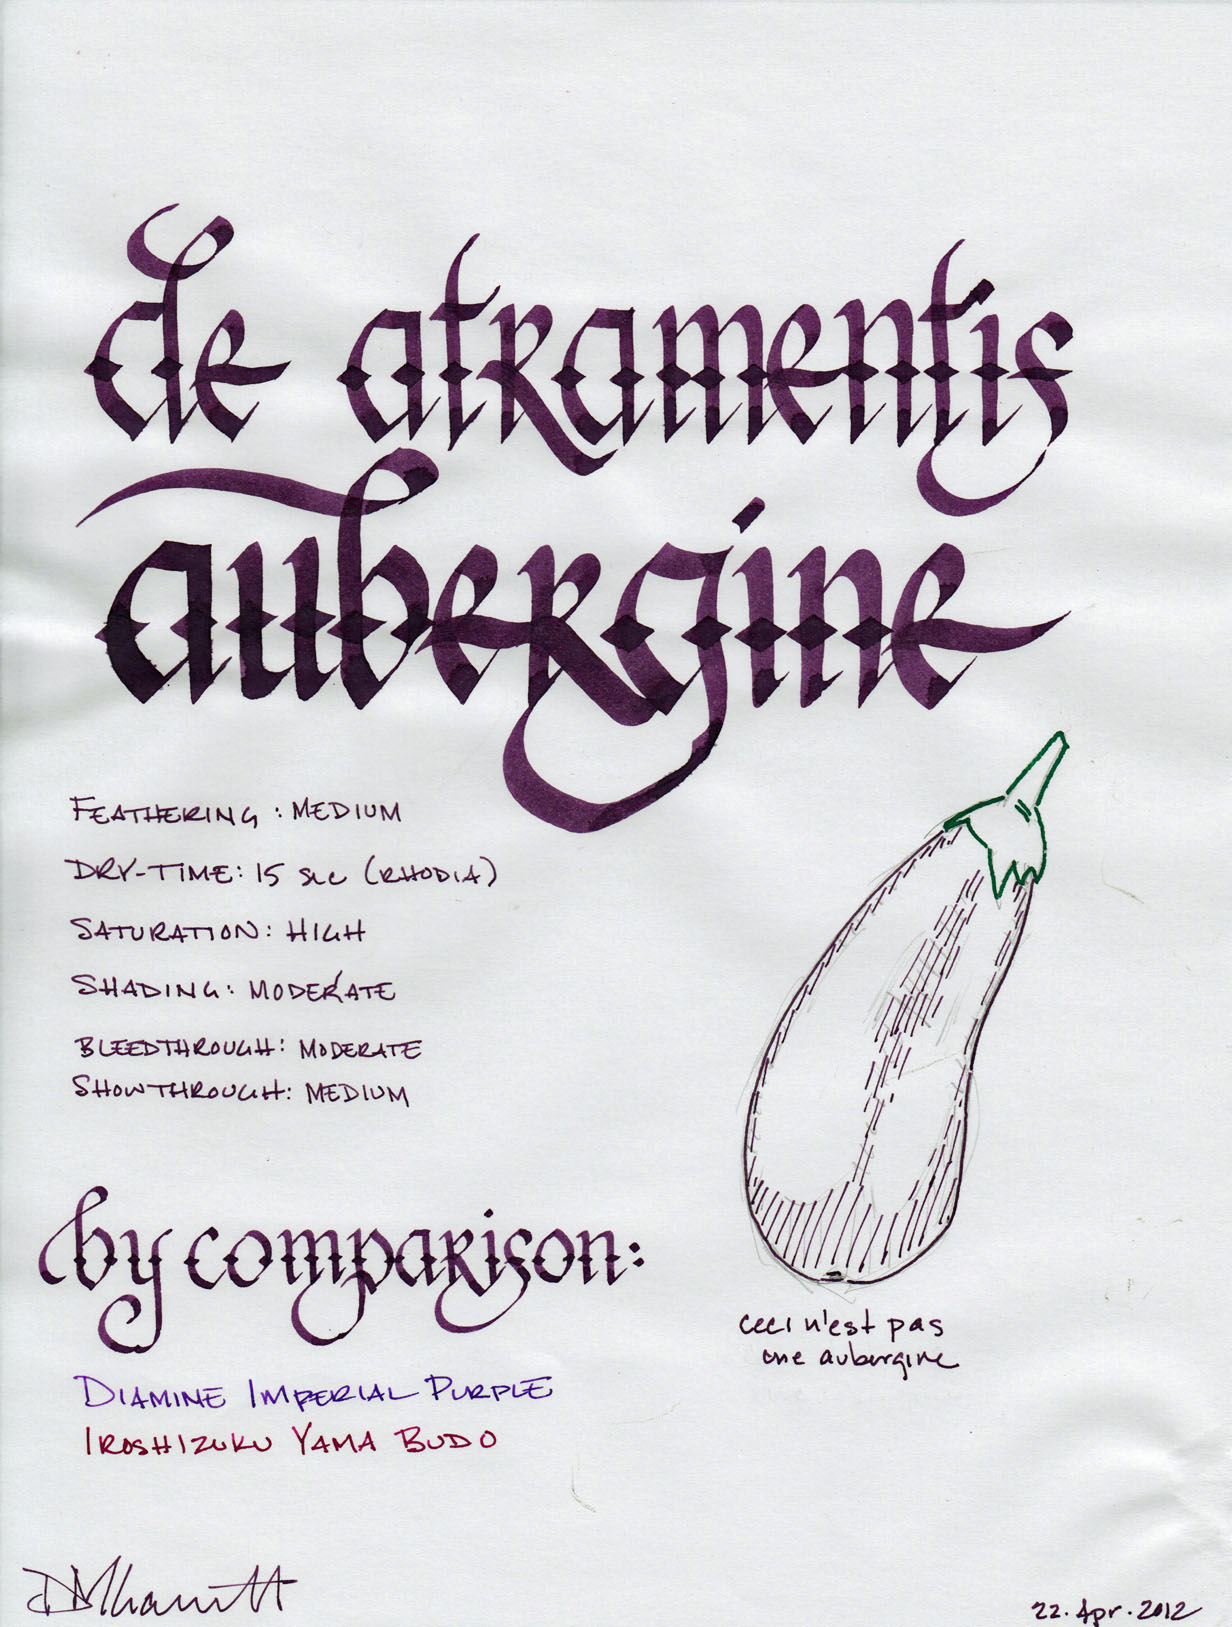 de atramentis
aubergine
FEATHERING: MEDIUM
DRY-TIME: 15 sec (RHODIA)
SATURATION: HIGH
SHADING: MODERATE
BLEEDTHROUGH: MODERATE
SHOWTHROUGH: MEDIUM
by comparison:
DIAMINE IMPERIAL PURPLE
IROSHIZUKU YAMA BUDO
ceci n'est pas
une aubergine
22. Apr. 2012